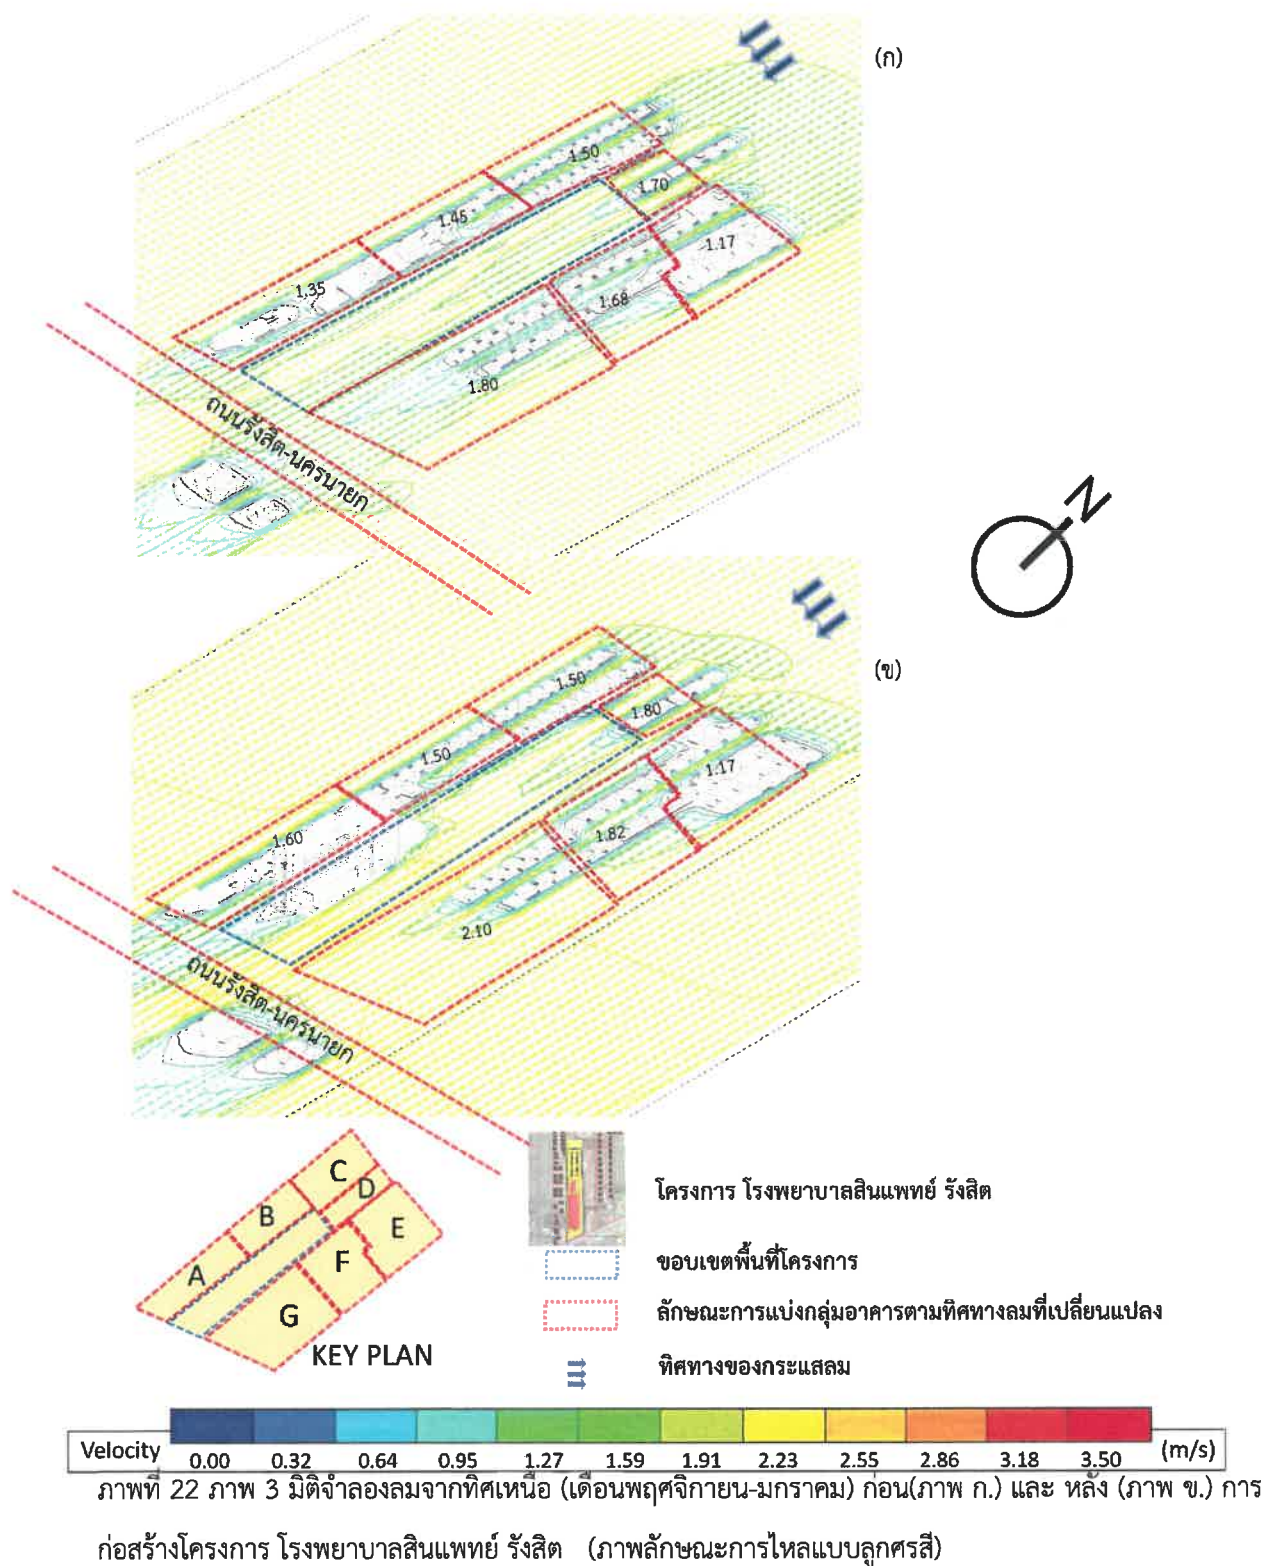 (ก)
1.50
1.70
1.45
1.17
1.35
1.68
1.80
ถนนรังสิต-นครนายก
N
(ข)
1.50
1.80
1.50
1.17
1.60
1.82
2.10
ถนนรังสิต-นครนายก
C
D
B
E
A
F
G
KEY PLAN
โครงการ โรงพยาบาลสินแพทย์ รังสิต
ขอบเขตพื้นที่โครงการ
ลักษณะการแบ่งกลุ่มอาคารตามทิศทางลมที่เปลี่ยนแปลง
ทิศทางของกระแสลม
Velocity 0.00 0.32 0.64 0.95 1.27 1.59 1.91 2.23 2.55 2.86 3.18 3.50 (m/s)
ภาพที่ 22 ภาพ 3 มิติจำลองลมจากทิศเหนือ (เดือนพฤศจิกายน-มกราคม) ก่อน(ภาพ ก.) และ หลัง (ภาพ ข.) การ
ก่อสร้างโครงการ โรงพยาบาลสินแพทย์ รังสิต (ภาพลักษณะการไหลแบบลูกศรสี)